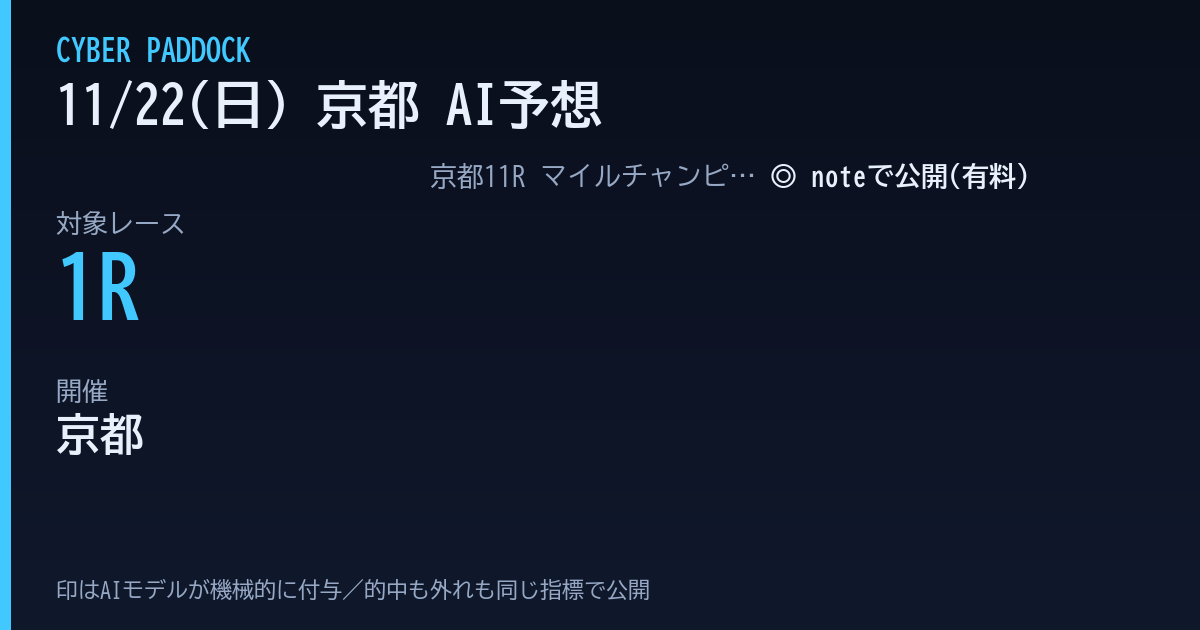 CYBER PADDOCK
11/22(日) 京都 AI予想
京都11R マイルチャンピ… ◎ noteで公開(有料)
対象レース
1R
開催
京都
印はAIモデルが機械的に付与／的中も外れも同じ指標で公開